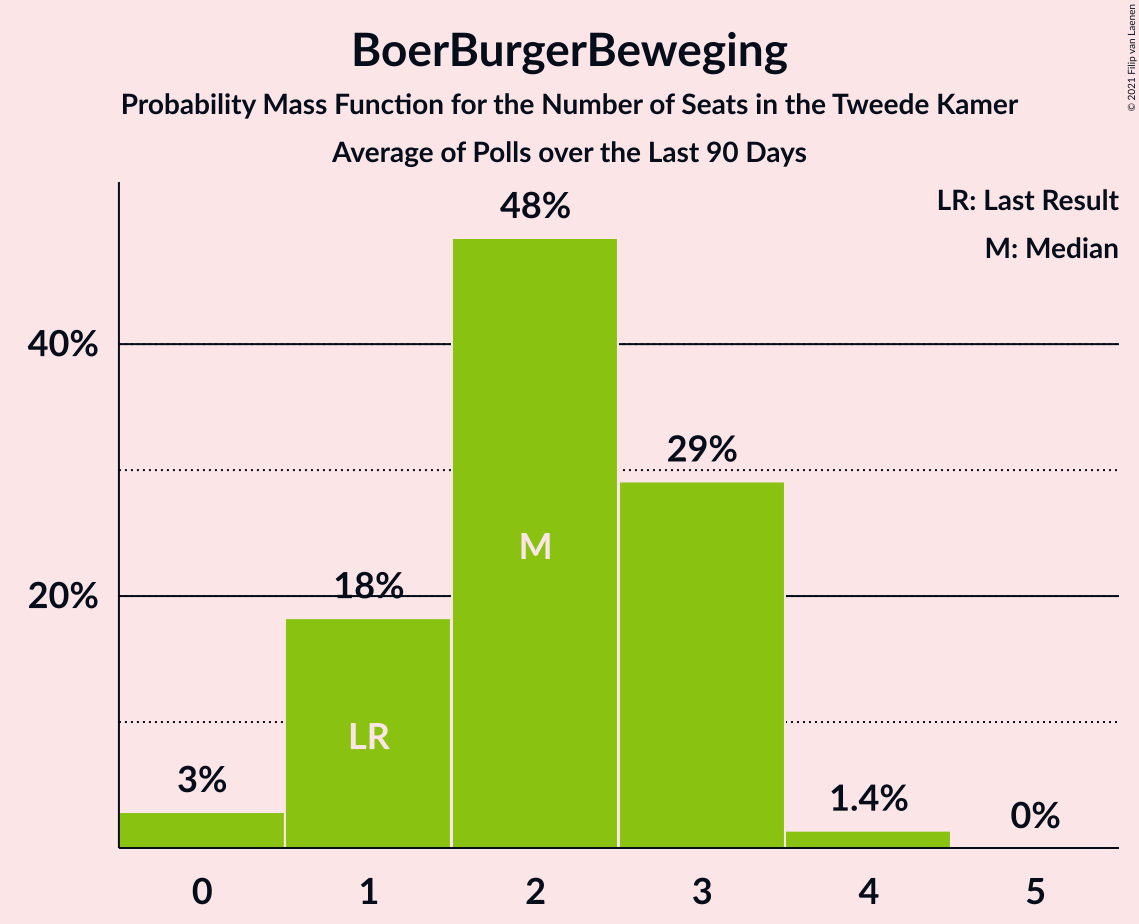 BoerBurgerBeweging
Probability Mass Function for the Number of Seats in the Tweede Kamer
Average of Polls over the Last 90 Days
© 2021 Filip van Laenen
LR: Last Result
M: Median
48%
40%
29%
M
18%
20%
LR
3%
1.4%
0%
0 1 2 3 4 5